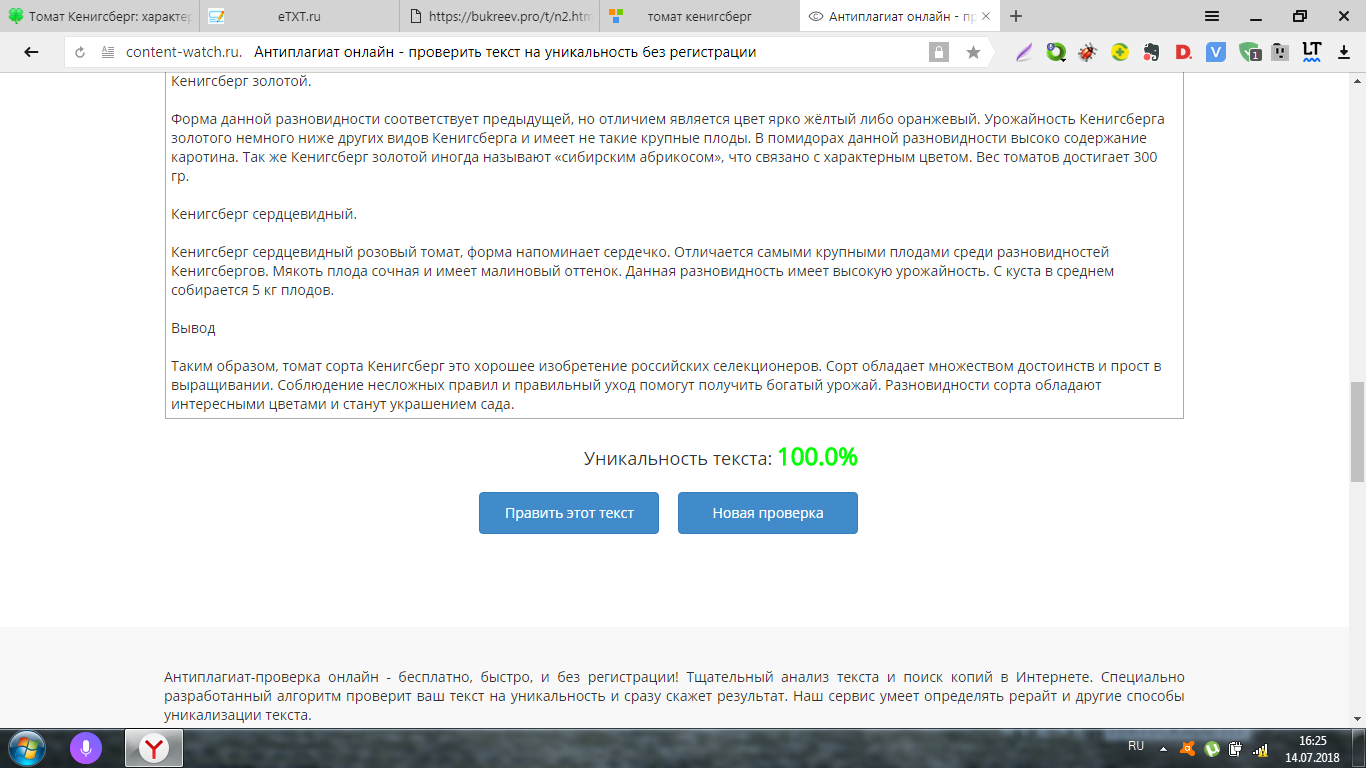 Томат Кенигсберг: характер
eTXT.ru
https://bukreev.pro/t/n2.htm
томат кенигсберг
Антиплагиат онлайн - пр
content-watch.ru. Антиплагиат онлайн - проверить текст на уникальность без регистрации
Кенигсберг золотой.
Форма данной разновидности соответствует предыдущей, но отличием является цвет ярко жёлтый либо оранжевый. Урожайность Кенигсберга
золотого немного ниже других видов Кенигсберга и имеет не такие крупные плоды. В помидорах данной разновидности высоко содержание
каротина. Так же Кенигсберг золотой иногда называют «сибирским абрикосом», что связано с характерным цветом. Вес томатов достигает 300
гр.
Кенигсберг сердцевидный.
Кенигсберг сердцевидный розовый томат, форма напоминает сердечко. Отличается самыми крупными плодами среди разновидностей
Кенигсбергов. Мякоть плода сочная и имеет малиновый оттенок. Данная разновидность имеет высокую урожайность. С куста в среднем
собирается 5 кг плодов.
Вывод
Таким образом, томат сорта Кенигсберг это хорошее изобретение российских селекционеров. Сорт обладает множеством достоинств и прост в
выращивании. Соблюдение несложных правил и правильный уход помогут получить богатый урожай. Разновидности сорта обладают
интересными цветами и станут украшением сада.
Уникальность текста: 100.0%
Править этот текст
Новая проверка
Антиплагиат-проверка онлайн - бесплатно, быстро, и без регистрации! Тщательный анализ текста и поиск копий в Интернете. Специально
разработанный алгоритм проверит ваш текст на уникальность и сразу скажет результат. Наш сервис умеет определять рерайт и другие способы
уникализации текста.
RU
16:25
14.07.2018
D.
V
1
LT